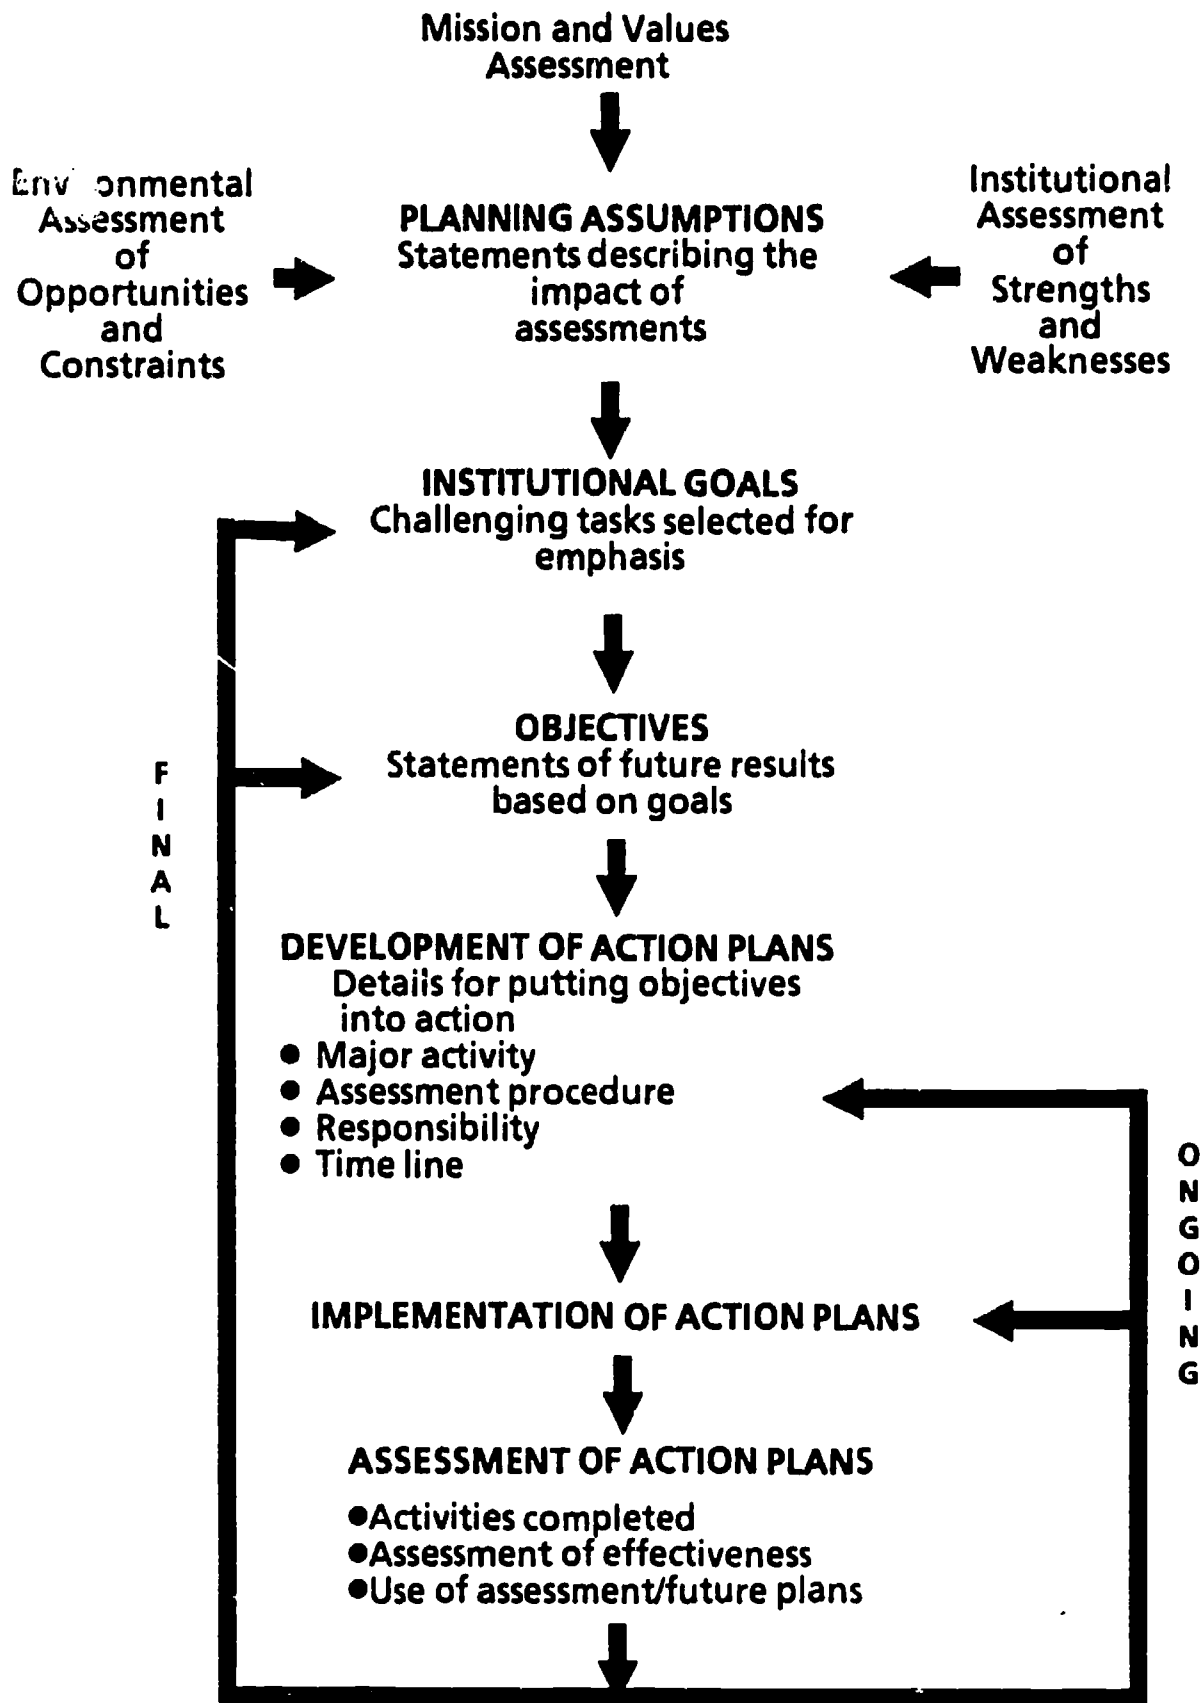 Mission and Values
Assessment
Environmental
Assessment
of
Opportunities
and
Constraints
PLANNING ASSUMPTIONS
Statements describing the
impact of
assessments
Institutional
Assessment
of
Strengths
and
Weaknesses
INSTITUTIONAL GOALS
Challenging tasks selected for
emphasis
OBJECTIVES
Statements of future results
based on goals
FINAL
DEVELOPMENT OF ACTION PLANS
Details for putting objectives
into action
● Major activity
● Assessment procedure
● Responsibility
● Time line
ONGOING
IMPLEMENTATION OF ACTION PLANS
ASSESSMENT OF ACTION PLANS
●Activities completed
●Assessment of effectiveness
●Use of assessment/future plans